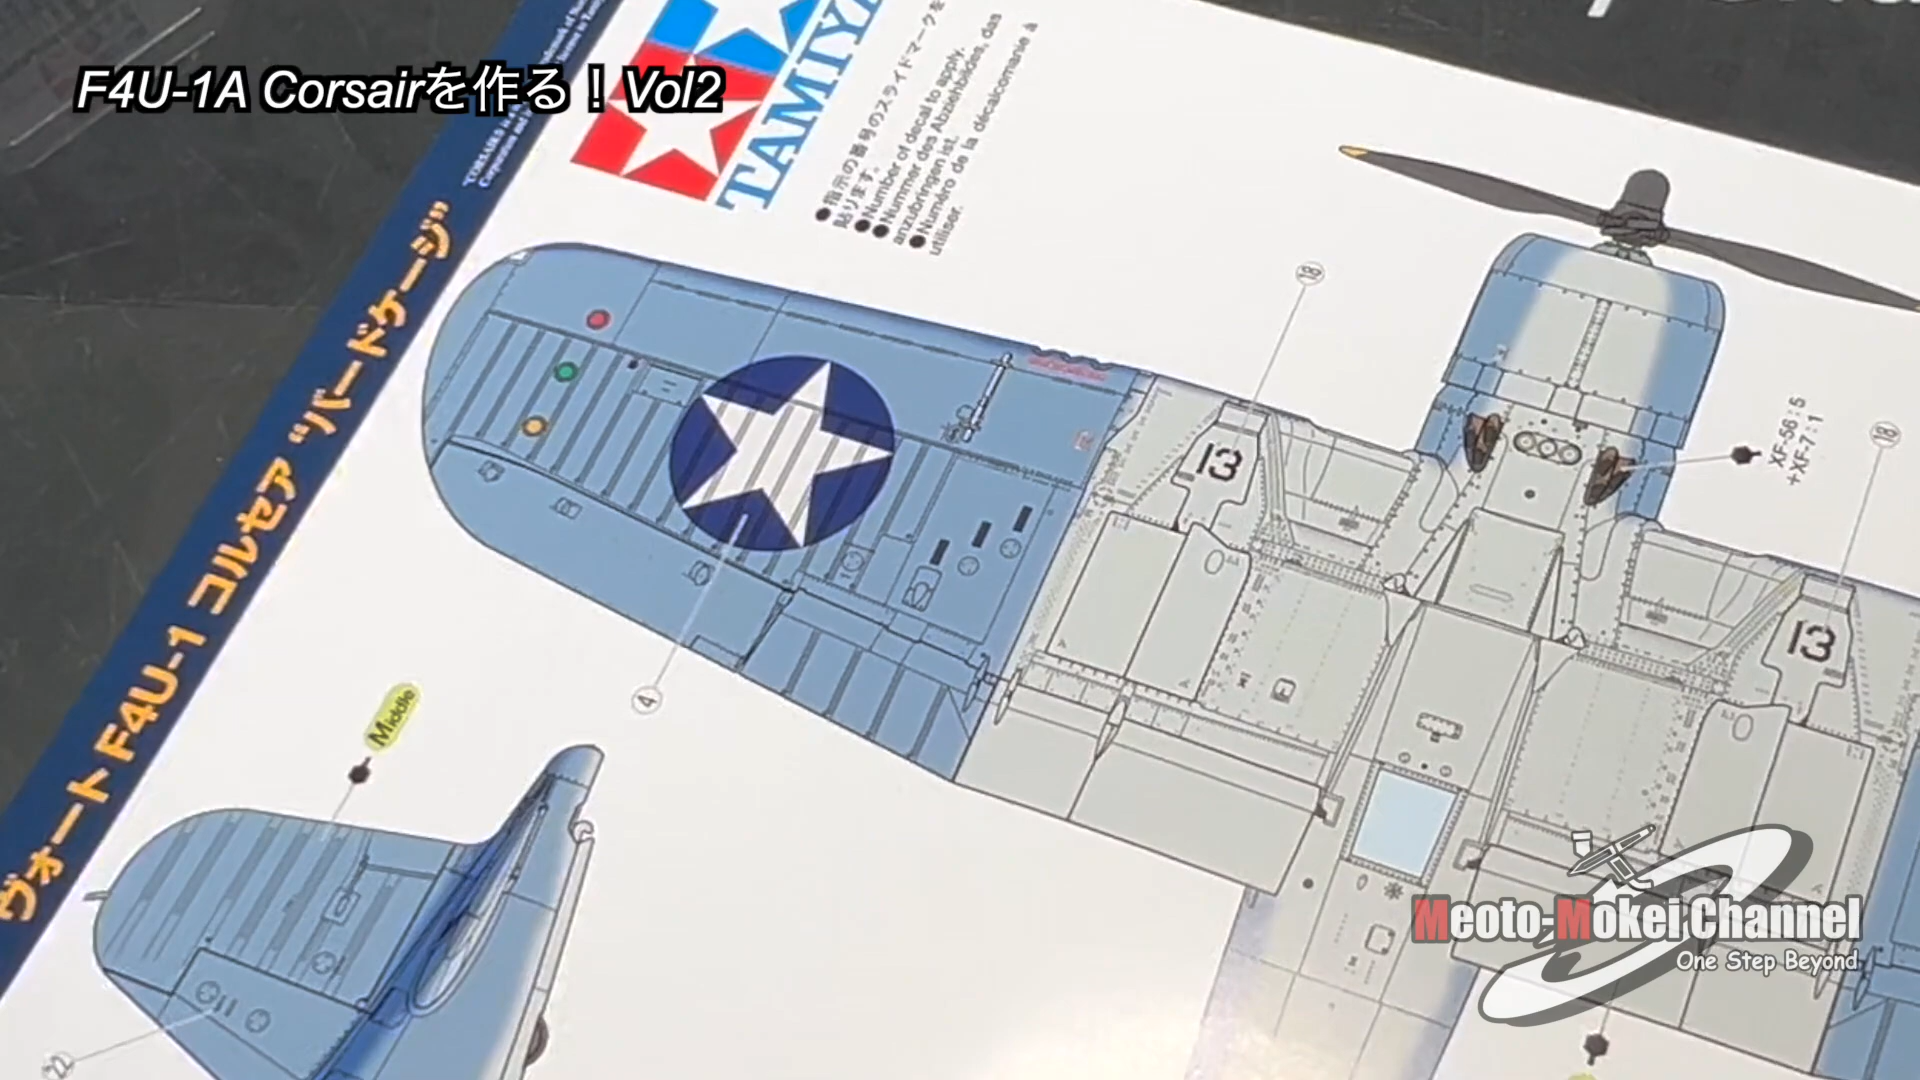 F4U-1A Corsairを作る！Vol2
TAMIYA
●指示の番号のスライドマークを
貼ります。
●Number of decal to apply.
●Nummer des Abziehbildes, das
anzubringen ist.
●Numéro de la décalcomanie à
utiliser.
ヴォート F4U-1 コルセア “バードケージ”
18
18
13
13
XF-56 : 5
+XF-7 : 1
4
Middle
22
Meoto-Mokei Channel
One Step Beyond